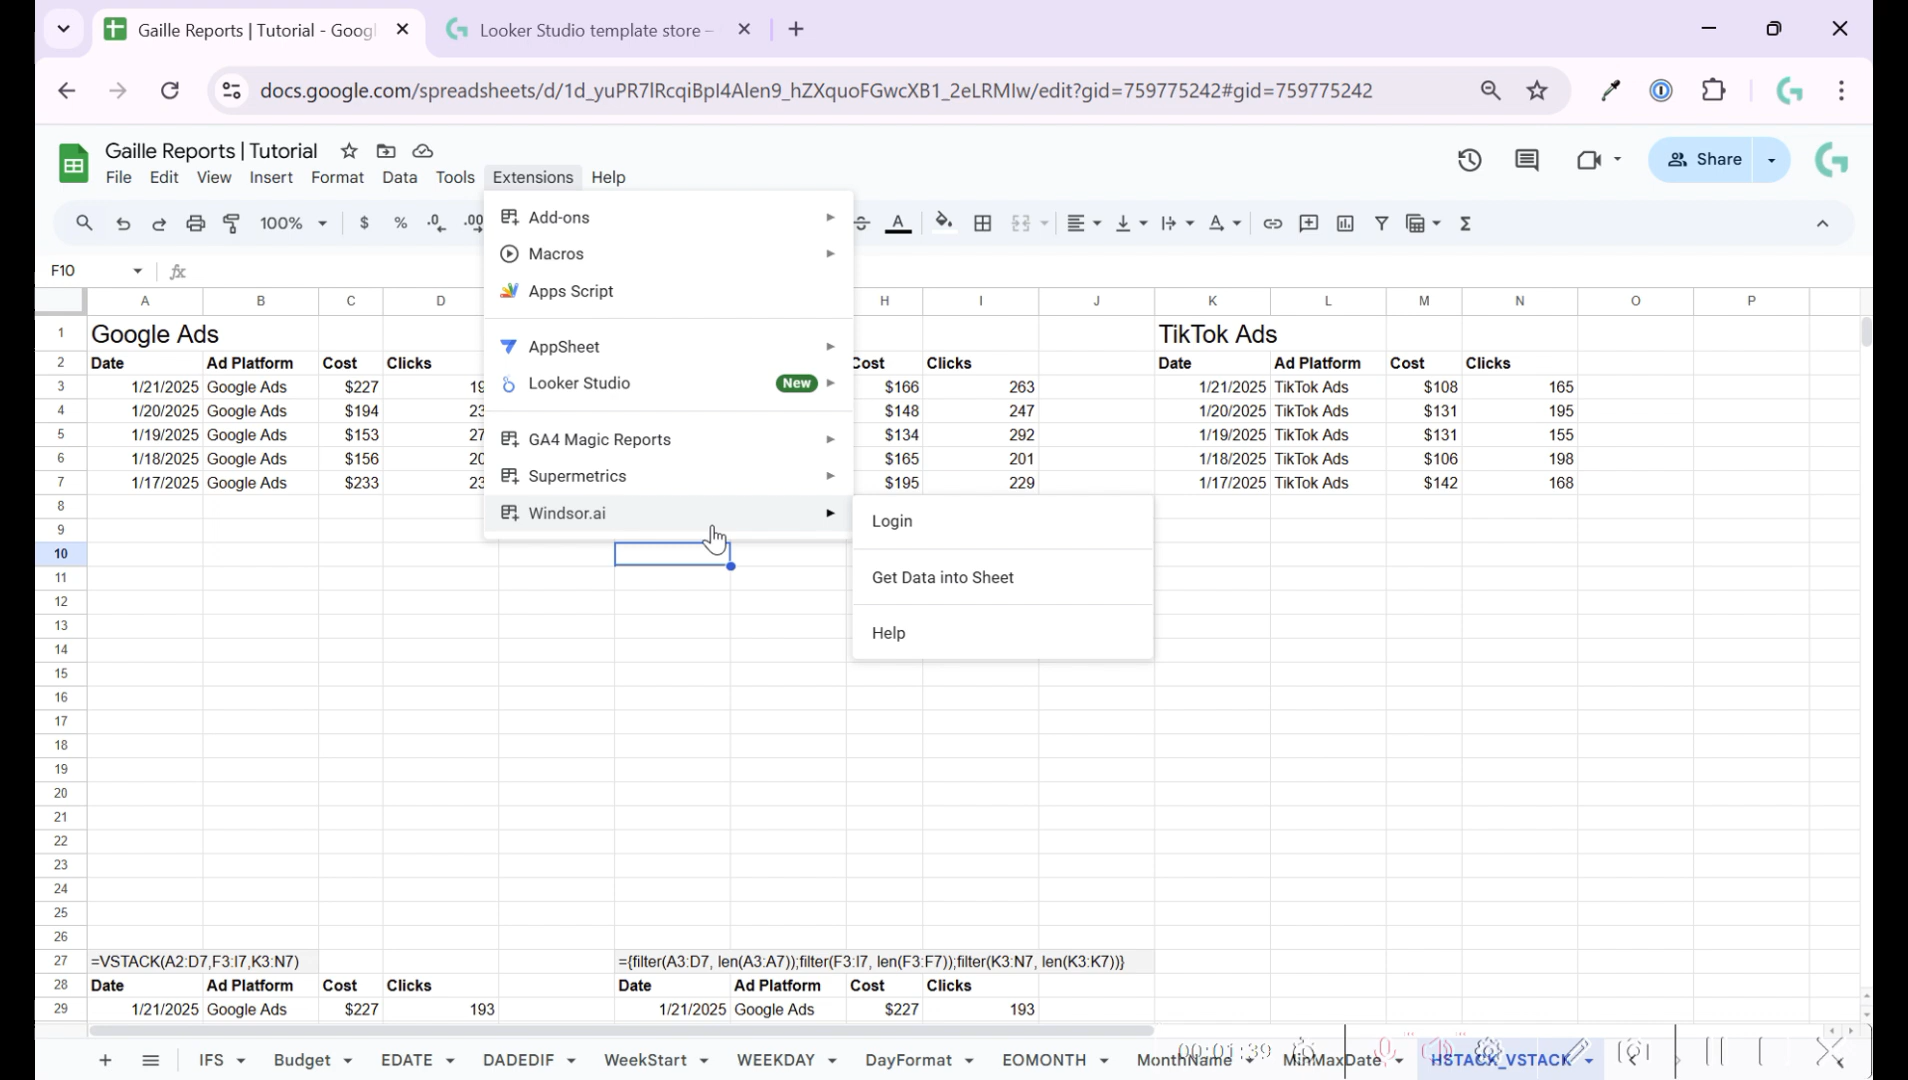 Gaille Reports | Tutorial - Googl
Looker Studio template store –
docs.google.com/spreadsheets/d/1d_yuPR7lRcqiBpI4Alen9_hZXquoFGwcXB1_2eLRMIw/edit?gid=759775242#gid=759775242
Gaille Reports | Tutorial
Share
File Edit View Insert Format Data Tools Extensions Help
100% $ % .0 .00 A
Add-ons
Macros
Apps Script
AppSheet
Looker Studio New
GA4 Magic Reports
Supermetrics
Windsor.ai
Login
Get Data into Sheet
Help
F10 fx
A B C D H I J K L M N O P
1 Google Ads TikTok Ads
2 Date Ad Platform Cost Clicks Cost Clicks Date Ad Platform Cost Clicks
3 1/21/2025 Google Ads $227 19 $166 263 1/21/2025 TikTok Ads $108 165
4 1/20/2025 Google Ads $194 23 $148 247 1/20/2025 TikTok Ads $131 195
5 1/19/2025 Google Ads $153 27 $134 292 1/19/2025 TikTok Ads $131 155
6 1/18/2025 Google Ads $156 20 $165 201 1/18/2025 TikTok Ads $106 198
7 1/17/2025 Google Ads $233 23 $195 229 1/17/2025 TikTok Ads $142 168
8
9
10
11
12
13
14
15
16
17
18
19
20
21
22
23
24
25
26
27 =VSTACK(A2:D7,F3:I7,K3:N7) ={filter(A3:D7, len(A3:A7));filter(F3:I7, len(F3:F7));filter(K3:N7, len(K3:K7))}
28 Date Ad Platform Cost Clicks Date Ad Platform Cost Clicks
29 1/21/2025 Google Ads $227 193 1/21/2025 Google Ads $227 193
IFS Budget EDATE DADEDIF WeekStart WEEKDAY DayFormat EOMONTH MonthName MinMaxDate HSTACK_VSTACK
00:01:39